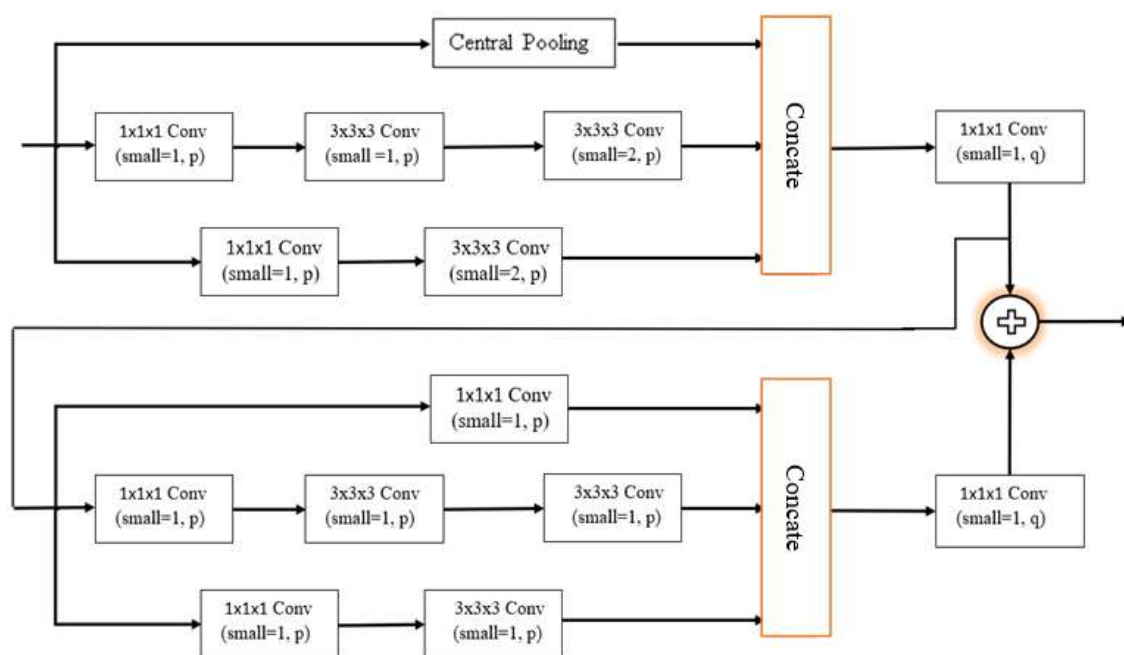 Central Pooling
1x1x1 Conv
(small=1, p)
3x3x3 Conv
(small =1, p)
3x3x3 Conv
(small=2, p)
1x1x1 Conv
(small=1, p)
3x3x3 Conv
(small=2, p)
Concate
1x1x1 Conv
(small=1, q)
1x1x1 Conv
(small=1, p)
1x1x1 Conv
(small=1, p)
3x3x3 Conv
(small=1, p)
3x3x3 Conv
(small=1, p)
1x1x1 Conv
(small=1, p)
3x3x3 Conv
(small=1, p)
Concate
1x1x1 Conv
(small=1, q)